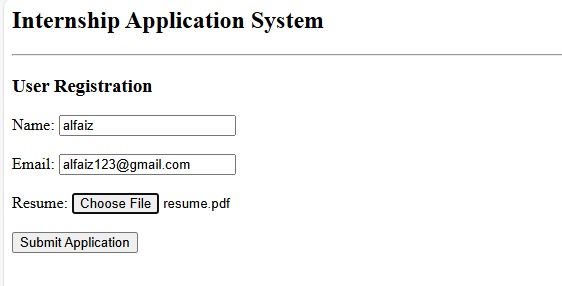 Internship Application System
User Registration
Name: alfaiz
Email: alfaiz123@gmail.com
Resume: Choose File resume.pdf
Submit Application